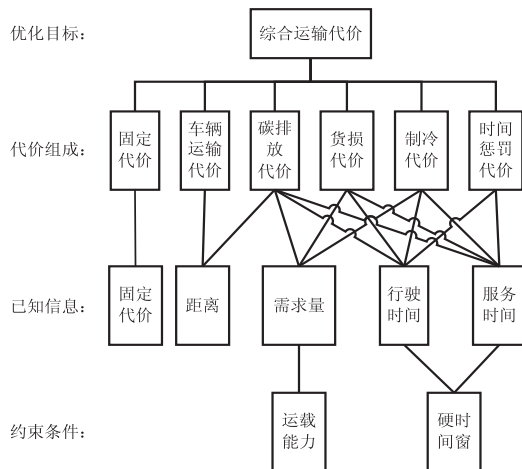 优化目标：
综合运输代价
代价组成：
固定
代价
车辆
运输
代价
碳排
放
代价
货损
代价
制冷
代价
时间
惩罚
代价
已知信息：
固定
代价
距离
需求量
行驶
时间
服务
时间
约束条件：
运载
能力
硬时
间窗